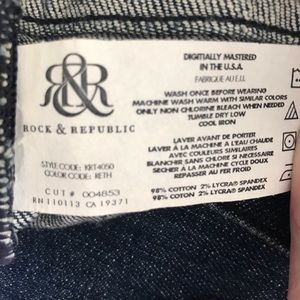 R&R
ROCK & REPUBLIC
STYLE CODE: KRT4050
COLOR CODE: RETH
CUT# 004853
RN 110113 CA 19371
DIGITALLY MASTERED
IN THE U.S.A.
FABRIQUE AU E.U.
WASH ONCE BEFORE WEARING
MACHINE WASH WARM WITH SIMILAR COLORS
ONLY NON CHLORINE BLEACH WHEN NEEDED
TUMBLE DRY LOW
COOL IRON
LAVER AVANT DE PORTER
LAVER À LA MACHINE A L'EAU CHAUDE
AVEC COULEURS SIMILAIRES
BLANCHIR SANS CHLORE SI NECESSAIRE
SECHER A LA MACHINE CYCLE DOUX
REPASSER AU FER FROID
98% COTTON 2% LYCRA® SPANDEX
98% COTTON 2% LYCRA® SPANDEX